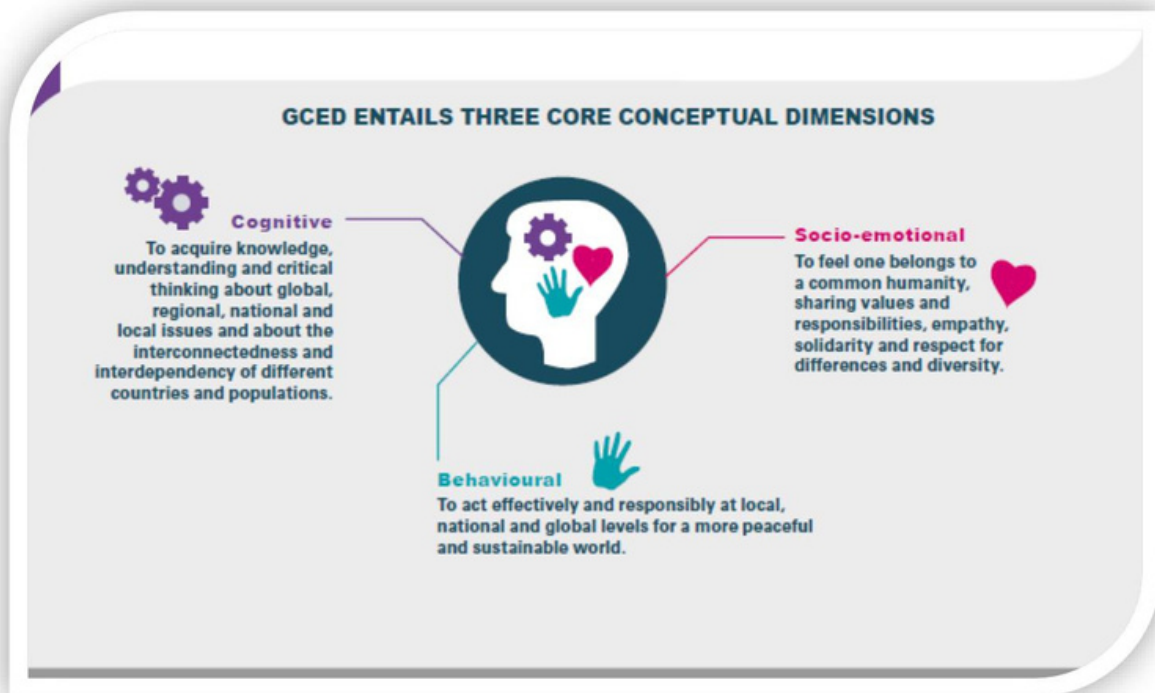 GCED ENTAILS THREE CORE CONCEPTUAL DIMENSIONS
Cognitive
To acquire knowledge,
understanding and critical
thinking about global,
regional, national and
local issues and about the
interconnectedness and
interdependency of different
countries and populations.
Socio-emotional
To feel one belongs to
a common humanity,
sharing values and
responsibilities, empathy,
solidarity and respect for
differences and diversity.
Behavioural
To act effectively and responsibly at local,
national and global levels for a more peaceful
and sustainable world.